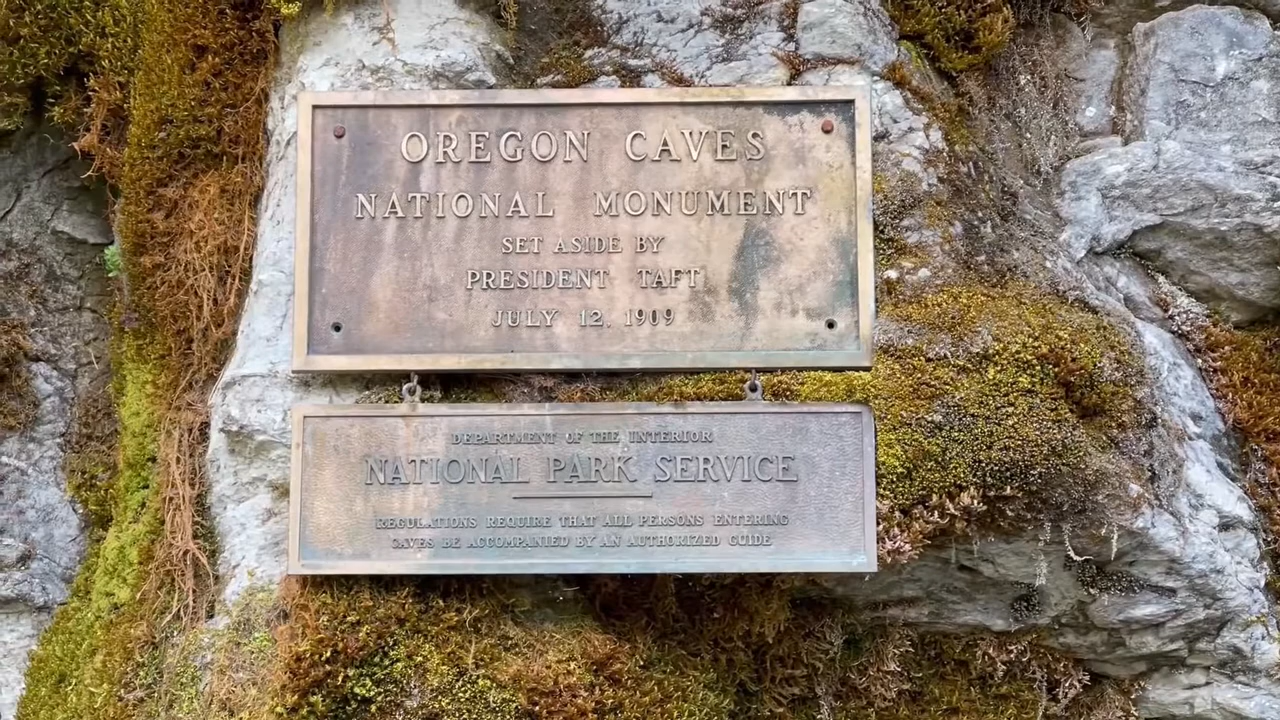 OREGON CAVES
NATIONAL MONUMENT
SET ASIDE BY
PRESIDENT TAFT
JULY 12, 1909
DEPARTMENT OF THE INTERIOR
NATIONAL PARK SERVICE
REGULATIONS REQUIRE THAT ALL PERSONS ENTERING
CAVES BE ACCOMPANIED BY AN AUTHORIZED GUIDE